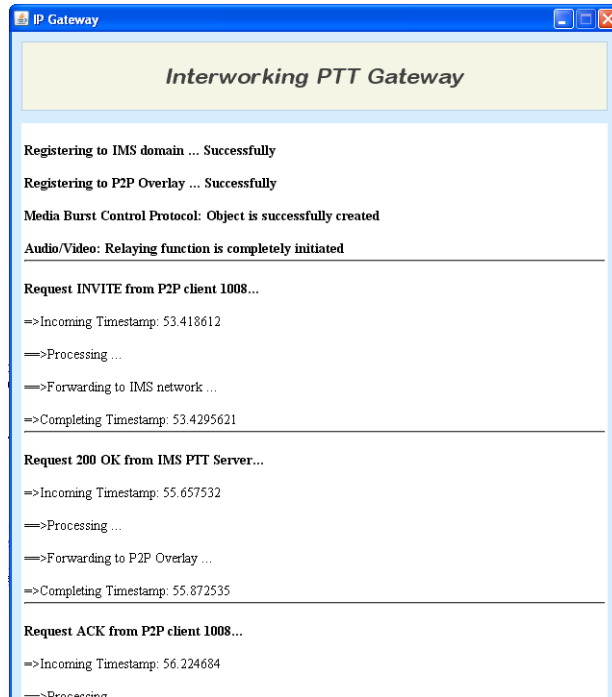 IP Gateway
Interworking PTT Gateway
Registering to IMS domain ... Successfully
Registering to P2P Overlay ... Successfully
Media Burst Control Protocol: Object is successfully created
Audio/Video: Relaying function is completely initiated
Request INVITE from P2P client 1008...
=>Incoming Timestamp: 53.418612
==>Processing ...
==>Forwarding to IMS network ...
=>Completing Timestamp: 53.4295621
Request 200 OK from IMS PTT Server...
=>Incoming Timestamp: 55.657532
==>Processing ...
==>Forwarding to P2P Overlay ...
=>Completing Timestamp: 55.872535
Request ACK from P2P client 1008...
=>Incoming Timestamp: 56.224684
==>Processing